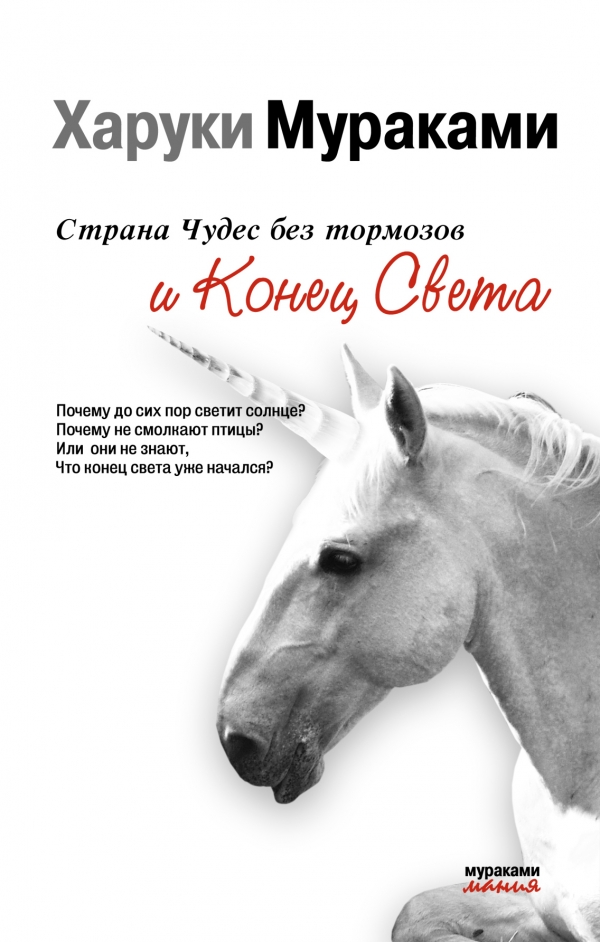 Харуки Мураками
Страна Чудес без тормозов
и Конец Света
Почему до сих пор светит солнце?
Почему не смолкают птицы?
Или они не знают,
Что конец света уже начался?
мураками
мания